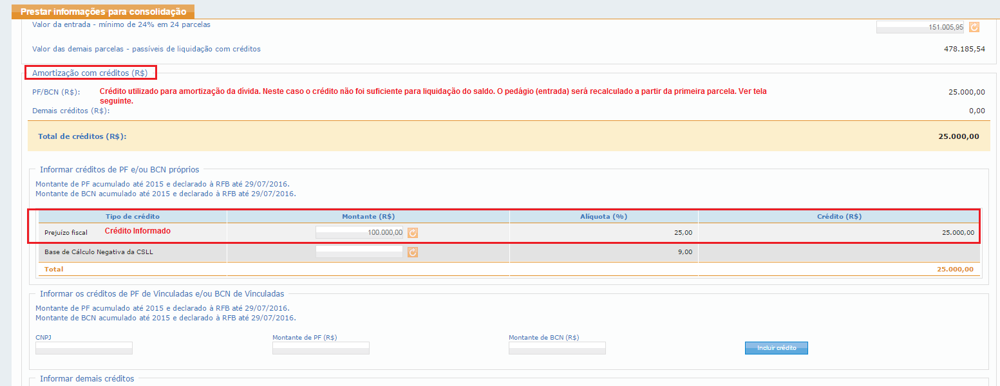 Prestar informações para consolidação
Valor da entrada - mínimo de 24% em 24 parcelas 151.005,95
Valor das demais parcelas - passíveis de liquidação com créditos 478.185,54
Amortização com créditos (R$)
PF/BCN (R$): Crédito utilizado para amortização da dívida. Neste caso o crédito não foi suficiente para liquidação do saldo. O pedágio (entrada) será recalculado a partir da primeira parcela. Ver tela 25.000,00
seguinte.
Demais créditos (R$): 0,00
Total de créditos (R$): 25.000,00
Informar créditos de PF e/ou BCN próprios
Montante de PF acumulado até 2015 e declarado à RFB até 29/07/2016.
Montante de BCN acumulado até 2015 e declarado à RFB até 29/07/2016.
Tipo de crédito Montante (R$) Alíquota (%) Crédito (R$)
Prejuízo fiscal Crédito Informado 100.000,00 25,00 25.000,00
Base de Cálculo Negativa da CSLL 9,00
Total 25.000,00
Informar os créditos de PF de Vinculadas e/ou BCN de Vinculadas
Montante de PF acumulado até 2015 e declarado à RFB até 29/07/2016.
Montante de BCN acumulado até 2015 e declarado à RFB até 29/07/2016.
CNPJ Montante de PF (R$) Montante de BCN (R$)
Incluir crédito
Informar demais créditos